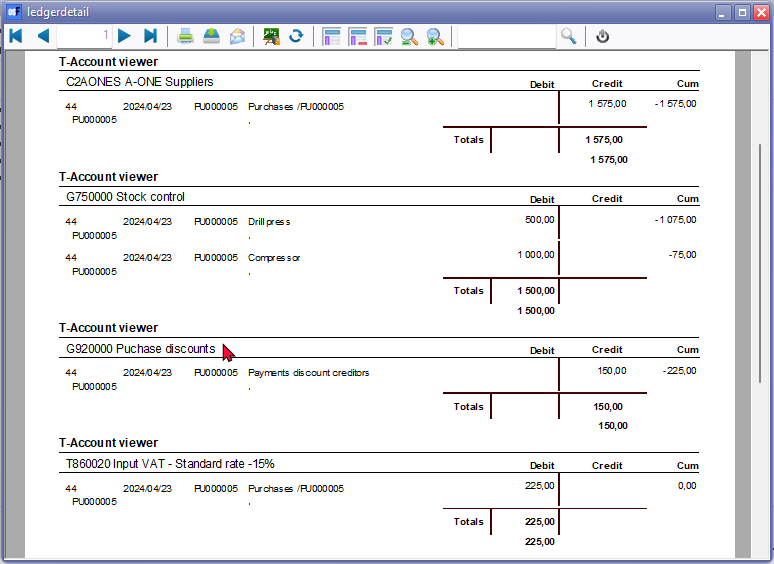 ledgerdetail
1
T-Account viewer
C2AONES A-ONE Suppliers Debit Credit Cum
44 2024/04/23 PU000005 Purchases /PU000005 1 575,00 -1 575,00
PU000005 .
Totals 1 575,00
1 575,00
T-Account viewer
G750000 Stock control Debit Credit Cum
44 2024/04/23 PU000005 Drill press 500,00 -1 075,00
PU000005 .
44 2024/04/23 PU000005 Compressor 1 000,00 -75,00
PU000005 .
Totals 1 500,00
1 500,00
T-Account viewer
G920000 Puchase discounts Debit Credit Cum
44 2024/04/23 PU000005 Payments discount creditors 150,00 -225,00
PU000005 .
Totals 150,00
150,00
T-Account viewer
T860020 Input VAT - Standard rate -15% Debit Credit Cum
44 2024/04/23 PU000005 Purchases /PU000005 225,00 0,00
PU000005 .
Totals 225,00
225,00